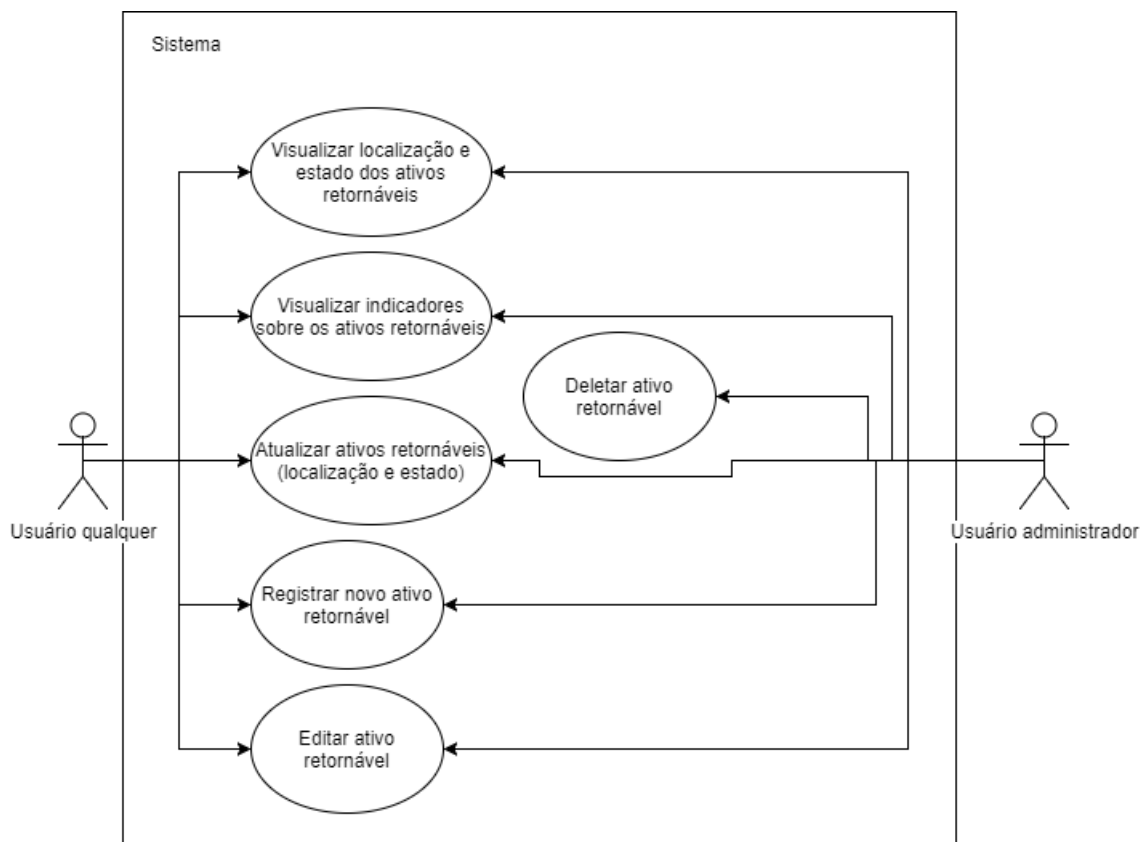 Sistema
Visualizar localização e
estado dos ativos
retornáveis
Visualizar indicadores
sobre os ativos retornáveis
Deletar ativo
retornável
Atualizar ativos retornáveis
(localização e estado)
Usuário qualquer
Usuário administrador
Registrar novo ativo
retornável
Editar ativo
retornável